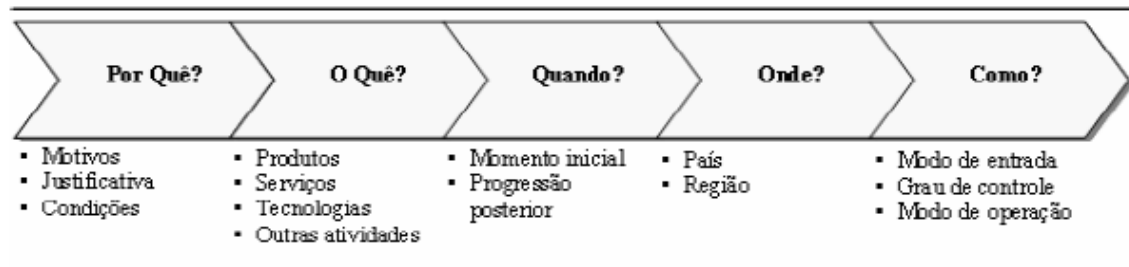 Por Quê?
O Quê?
Quando?
Onde?
Como?
▪ Motivos
▪ Justificativa
▪ Condições
▪ Produtos
▪ Serviços
▪ Tecnologias
▪ Outras atividades
▪ Momento inicial
▪ Progressão
posterior
▪ País
▪ Região
▪ Modo de entrada
▪ Grau de controle
▪ Modo de operação